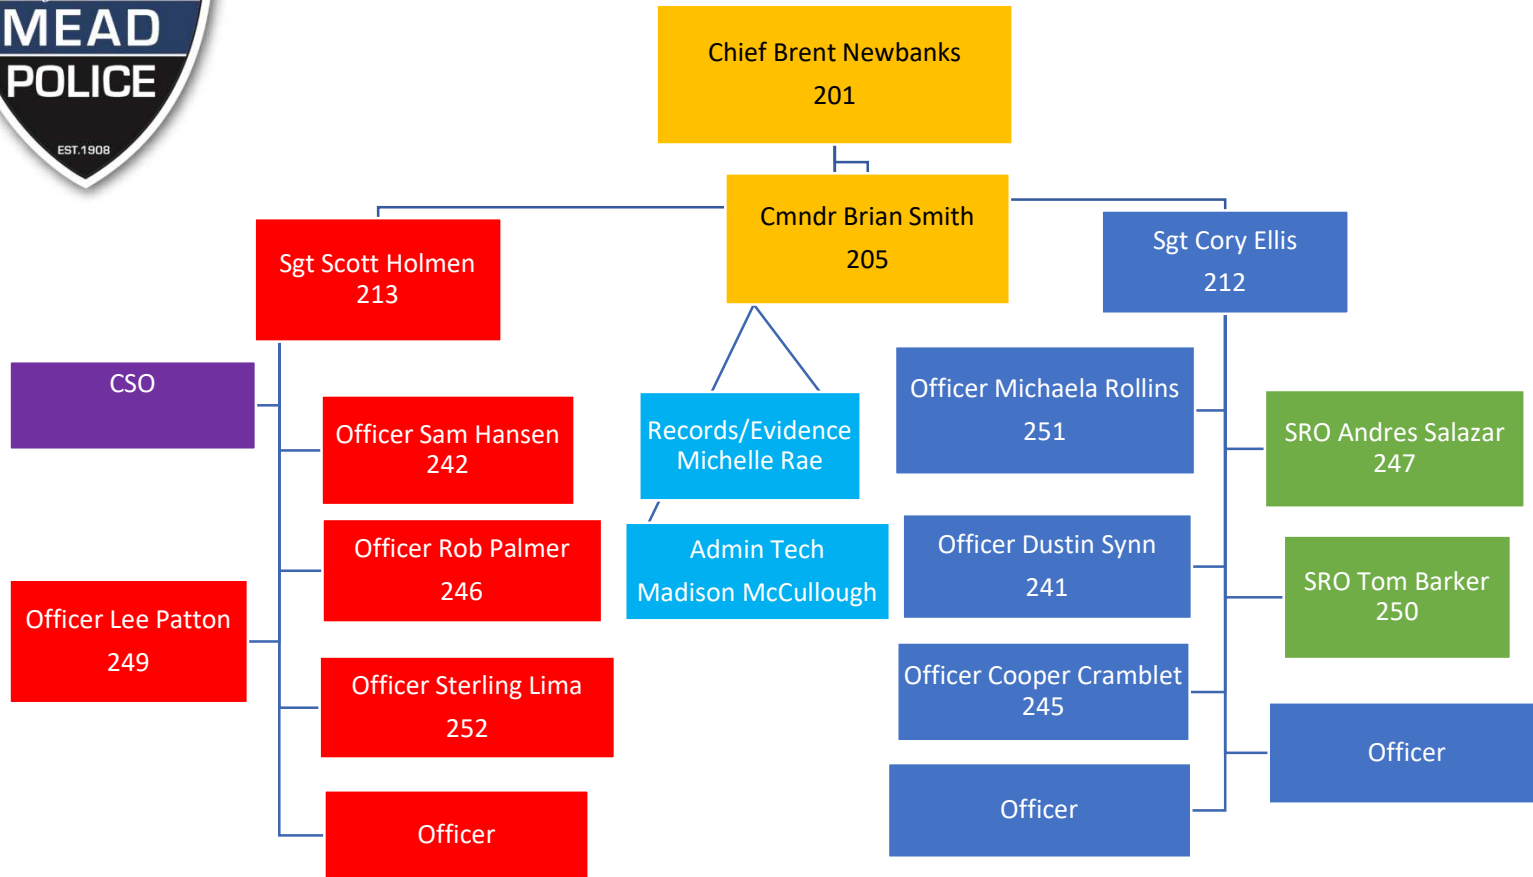 MEAD
POLICE
EST.1908
Chief Brent Newbanks
201
Cmndr Brian Smith
205
Sgt Scott Holmen
213
Sgt Cory Ellis
212
CSO
Officer Sam Hansen
242
Officer Rob Palmer
246
Officer Lee Patton
249
Officer Sterling Lima
252
Officer
Records/Evidence
Michelle Rae
Admin Tech
Madison McCullough
Officer Michaela Rollins
251
SRO Andres Salazar
247
Officer Dustin Synn
241
SRO Tom Barker
250
Officer Cooper Cramblet
245
Officer
Officer